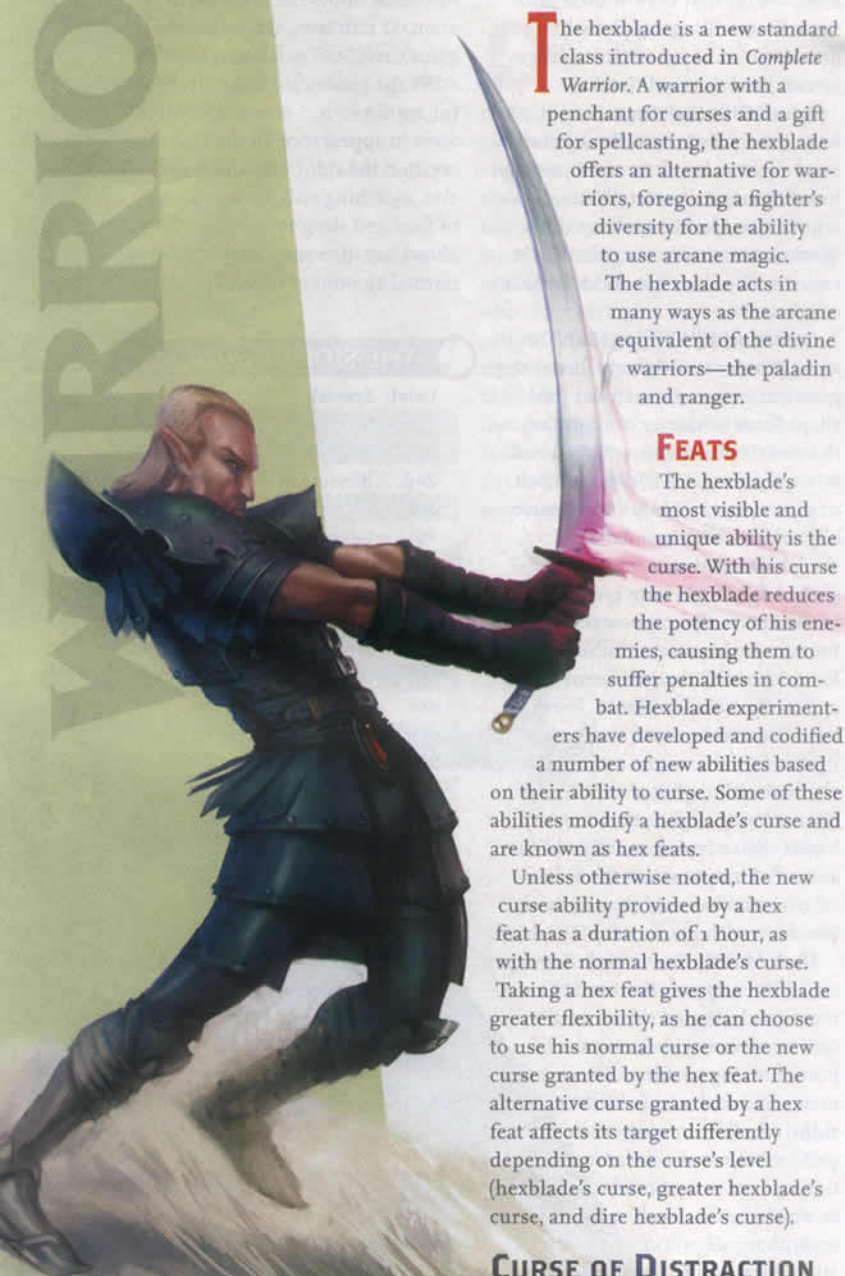 WARRIO
The hexblade is a new standard
class introduced in Complete
Warrior. A warrior with a
penchant for curses and a gift
for spellcasting, the hexblade
offers an alternative for war-
riors, foregoing a fighter's
diversity for the ability
to use arcane magic.
The hexblade acts in
many ways as the arcane
equivalent of the divine
warriors—the paladin
and ranger.
FEATS
The hexblade's
most visible and
unique ability is the
curse. With his curse
the hexblade reduces
the potency of his ene-
mies, causing them to
suffer penalties in com-
bat. Hexblade experiment-
ers have developed and codified
a number of new abilities based
on their ability to curse. Some of these
abilities modify a hexblade's curse and
are known as hex feats.
Unless otherwise noted, the new
curse ability provided by a hex
feat has a duration of 1 hour, as
with the normal hexblade's curse.
Taking a hex feat gives the hexblade
greater flexibility, as he can choose
to use his normal curse or the new
curse granted by the hex feat. The
alternative curse granted by a hex
feat affects its target differently
depending on the curse's level
(hexblade's curse, greater hexblade's
curse, and dire hexblade's curse).
CURSE OF DISTRACTION